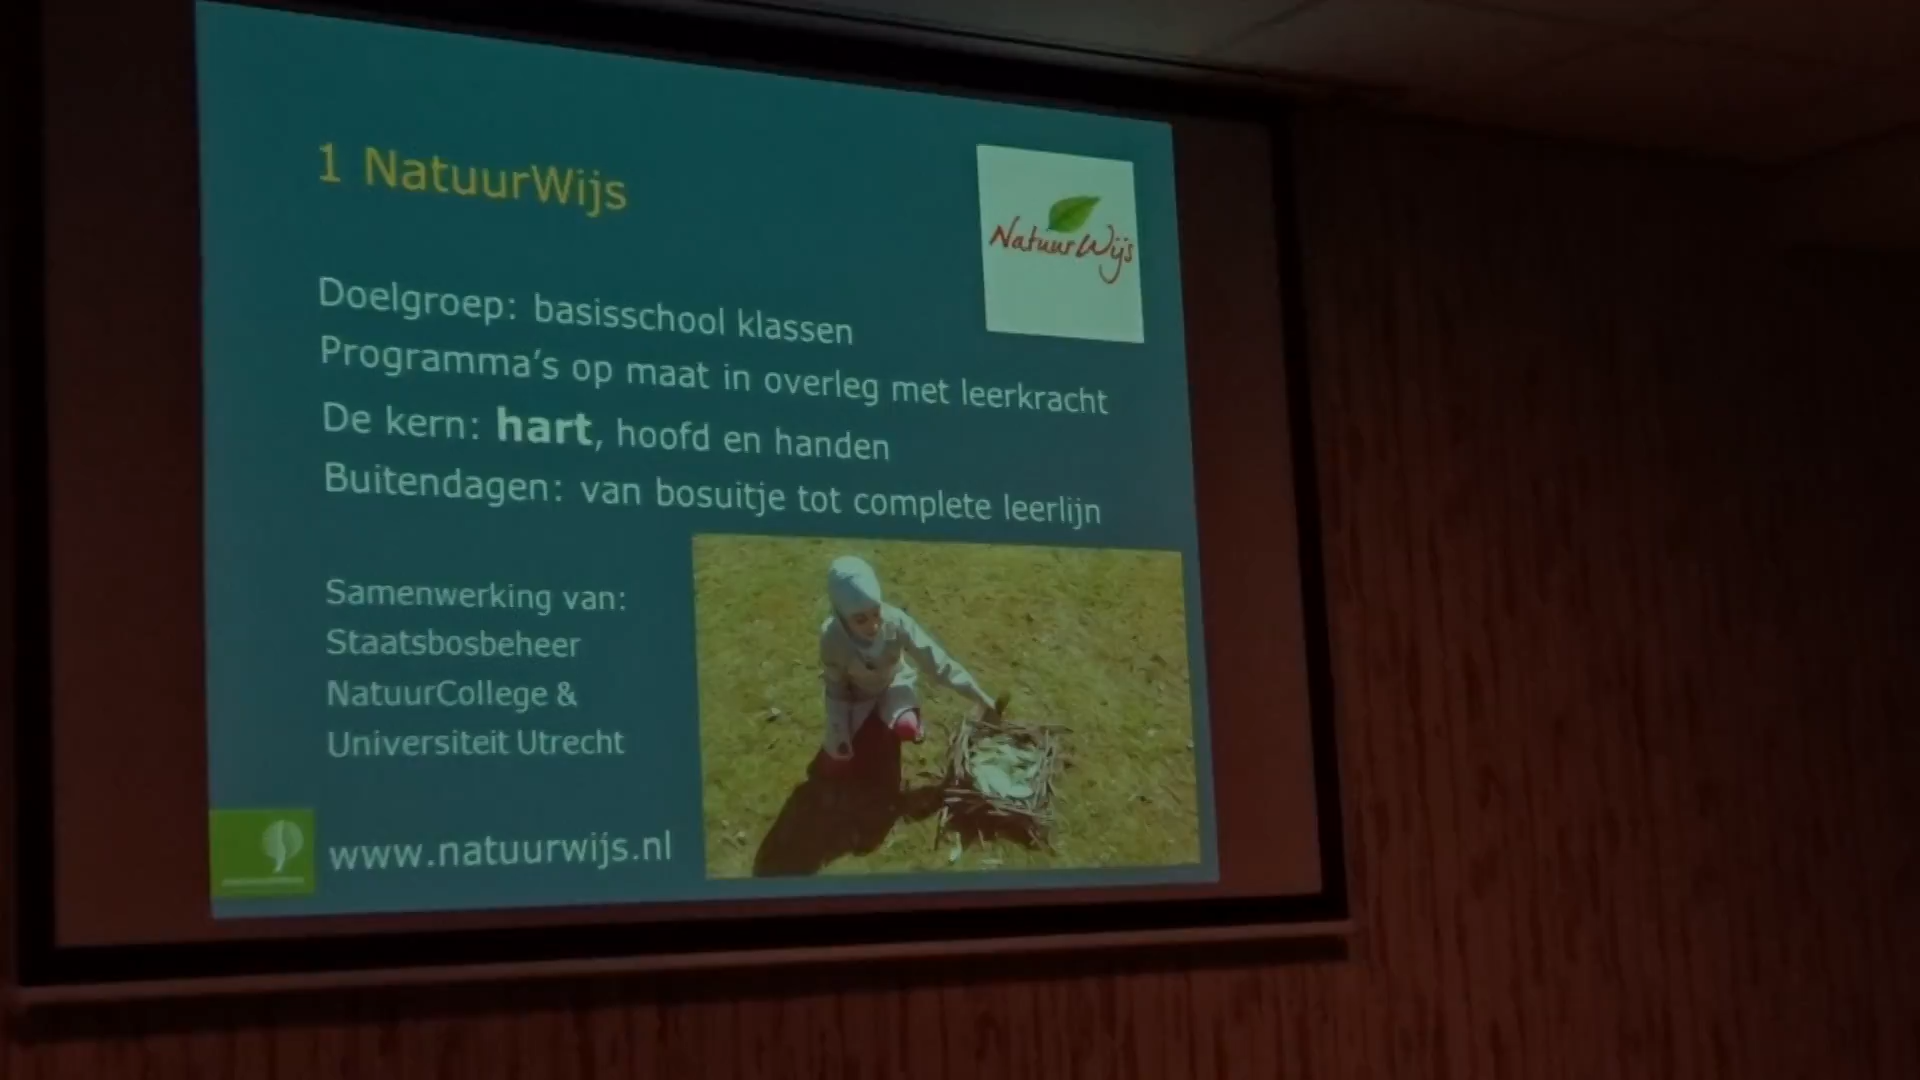 1 NatuurWijs
NatuurWijs
Doelgroep: basisschool klassen
Programma's op maat in overleg met leerkracht
De kern: hart, hoofd en handen
Buitendagen: van bosuitje tot complete leerlijn
Samenwerking van:
Staatsbosbeheer
NatuurCollege &
Universiteit Utrecht
www.natuurwijs.nl